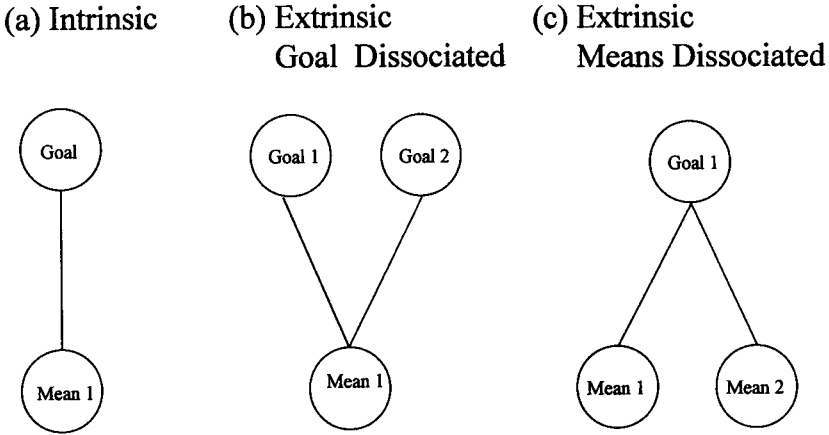 (a) Intrinsic
(b) Extrinsic
Goal Dissociated
(c) Extrinsic
Means Dissociated
Goal
Mean 1
Goal 1
Goal 2
Mean 1
Goal 1
Mean 1
Mean 2